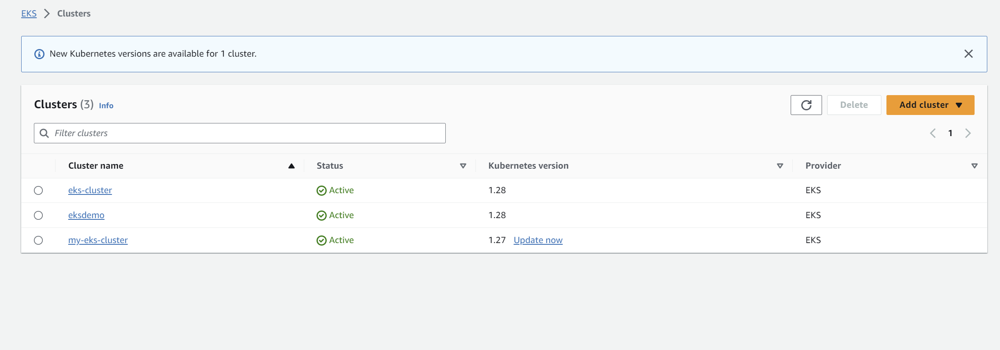 EKS > Clusters
New Kubernetes versions are available for 1 cluster.
Clusters (3) Info
Delete
Add cluster
Filter clusters
1
Cluster name Status Kubernetes version Provider
eks-cluster Active 1.28 EKS
eksdemo Active 1.28 EKS
my-eks-cluster Active 1.27 Update now EKS